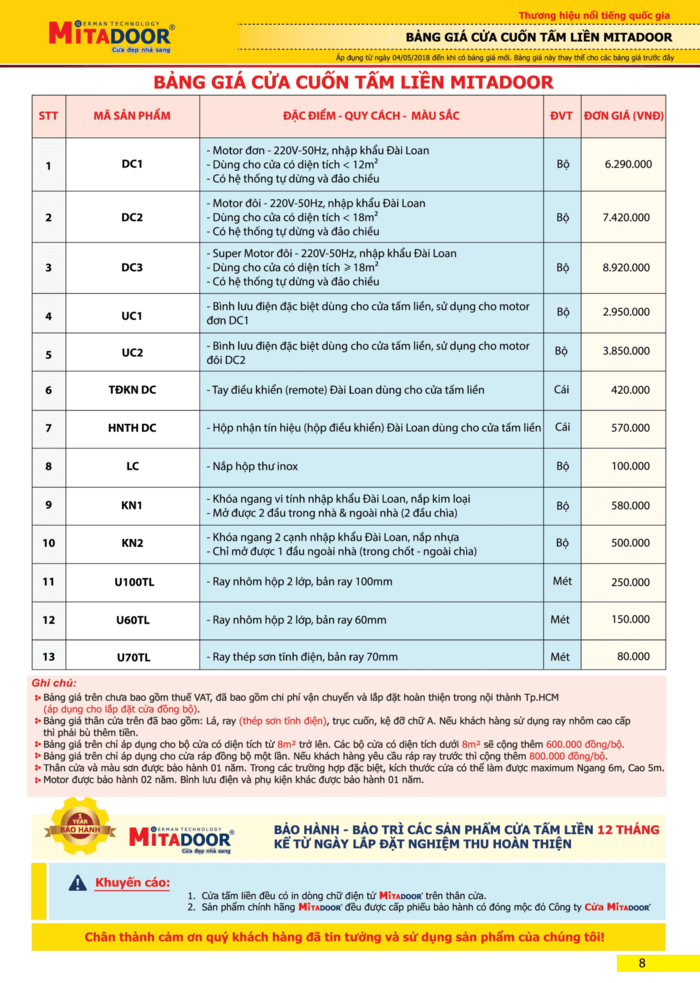 GERMAN TECHNOLOGY
MITADOOR®
Cửa đẹp nhà sang
Thương hiệu nổi tiếng quốc gia
BẢNG GIÁ CỬA CUỐN TẤM LIỀN MITADOOR
Áp dụng từ ngày 04/05/2018 đến khi có bảng giá mới. Bảng giá này thay thế cho các bảng giá trước đây
BẢNG GIÁ CỬA CUỐN TẤM LIỀN MITADOOR
STT MÃ SẢN PHẨM ĐẶC ĐIỂM - QUY CÁCH - MÀU SẮC ĐVT ĐƠN GIÁ (VNĐ)
- Motor đơn - 220V-50Hz, nhập khẩu Đài Loan
1 DC1 - Dùng cho cửa có diện tích < 12m² Bộ 6.290.000
- Có hệ thống tự dừng và đảo chiều
- Motor đôi - 220V-50Hz, nhập khẩu Đài Loan
2 DC2 - Dùng cho cửa có diện tích < 18m² Bộ 7.420.000
- Có hệ thống tự dừng và đảo chiều
- Super Motor đôi - 220V-50Hz, nhập khẩu Đài Loan
3 DC3 - Dùng cho cửa có diện tích ⩾ 18m² Bộ 8.920.000
- Có hệ thống tự dừng và đảo chiều
4 UC1 - Bình lưu điện đặc biệt dùng cho cửa tấm liền, sử dụng cho motor Bộ 2.950.000
đơn DC1
5 UC2 - Bình lưu điện đặc biệt dùng cho cửa tấm liền, sử dụng cho motor Bộ 3.850.000
đôi DC2
6 TĐKN DC - Tay điều khiển (remote) Đài Loan dùng cho cửa tấm liền Cái 420.000
7 HNTH DC - Hộp nhận tín hiệu (hộp điều khiển) Đài Loan dùng cho cửa tấm liền Cái 570.000
8 LC - Nắp hộp thư inox Bộ 100.000
9 KN1 - Khóa ngang vi tính nhập khẩu Đài Loan, nắp kim loại Bộ 580.000
- Mở được 2 đầu trong nhà & ngoài nhà (2 đầu chìa)
10 KN2 - Khóa ngang 2 cạnh nhập khẩu Đài Loan, nắp nhựa Bộ 500.000
- Chỉ mở được 1 đầu ngoài nhà (trong chốt - ngoài chìa)
11 U100TL - Ray nhôm hộp 2 lớp, bản ray 100mm Mét 250.000
12 U60TL - Ray nhôm hộp 2 lớp, bản ray 60mm Mét 150.000
13 U70TL - Ray thép sơn tĩnh điện, bản ray 70mm Mét 80.000
Ghi chú:
Bảng giá trên chưa bao gồm thuế VAT, đã bao gồm chi phí vận chuyển và lắp đặt hoàn thiện trong nội thành Tp.HCM
(áp dụng cho lắp đặt cửa đồng bộ).
Bảng giá thân cửa trên đã bao gồm: Lá, ray (thép sơn tĩnh điện), trục cuốn, kệ đỡ chữ A. Nếu khách hàng sử dụng ray nhôm cao cấp
thì phải bù thêm tiền.
Bảng giá trên chỉ áp dụng cho bộ cửa có diện tích từ 8m² trở lên. Các bộ cửa có diện tích dưới 8m² sẽ cộng thêm 600.000 đồng/bộ.
Bảng giá trên chỉ áp dụng cho cửa ráp đồng bộ một lần. Nếu khách hàng yêu cầu ráp ray trước thì cộng thêm 800.000 đồng/bộ.
Thân cửa và màu sơn được bảo hành 01 năm. Trong các trường hợp đặc biệt, kích thước cửa có thể làm được maximum Ngang 6m, Cao 5m.
Motor được bảo hành 02 năm. Bình lưu điện và phụ kiện khác được bảo hành 01 năm.
1
YEAR
BẢO HÀNH
GERMAN TECHNOLOGY
MITADOOR®
Cửa đẹp nhà sang
BẢO HÀNH - BẢO TRÌ CÁC SẢN PHẨM CỬA TẤM LIỀN 12 THÁNG
KỂ TỪ NGÀY LẮP ĐẶT NGHIỆM THU HOÀN THIỆN
Khuyến cáo:
1. Cửa tấm liền đều có in dòng chữ điện tử MITADOOR® trên thân cửa.
2. Sản phẩm chính hãng MITADOOR® đều được cấp phiếu bảo hành có đóng mộc đỏ Công ty Cửa MITADOOR®
Chân thành cảm ơn quý khách hàng đã tin tưởng và sử dụng sản phẩm của chúng tôi!
8